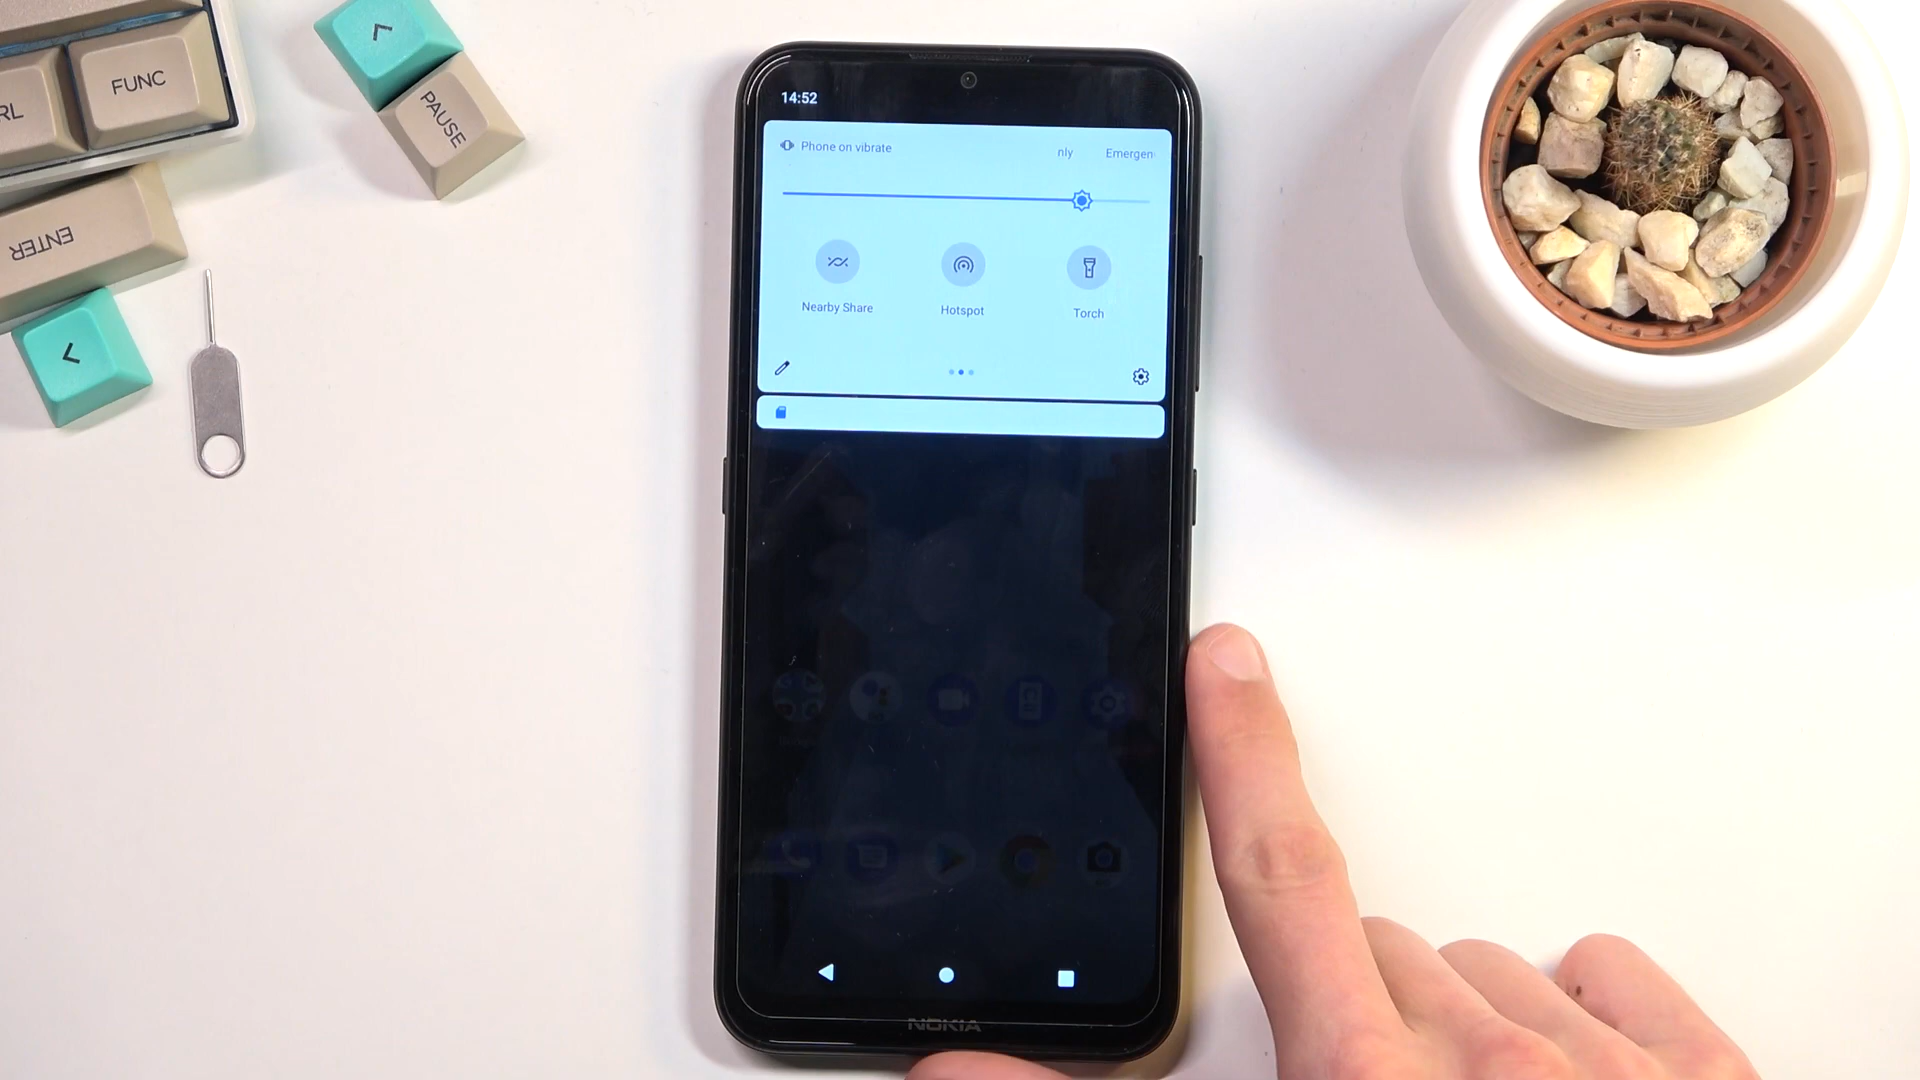 RL
FUNC
^
PAUSE
ENTER
<
14:52
Phone on vibrate
nly
Emergen
Nearby Share
Hotspot
Torch
NOKIA